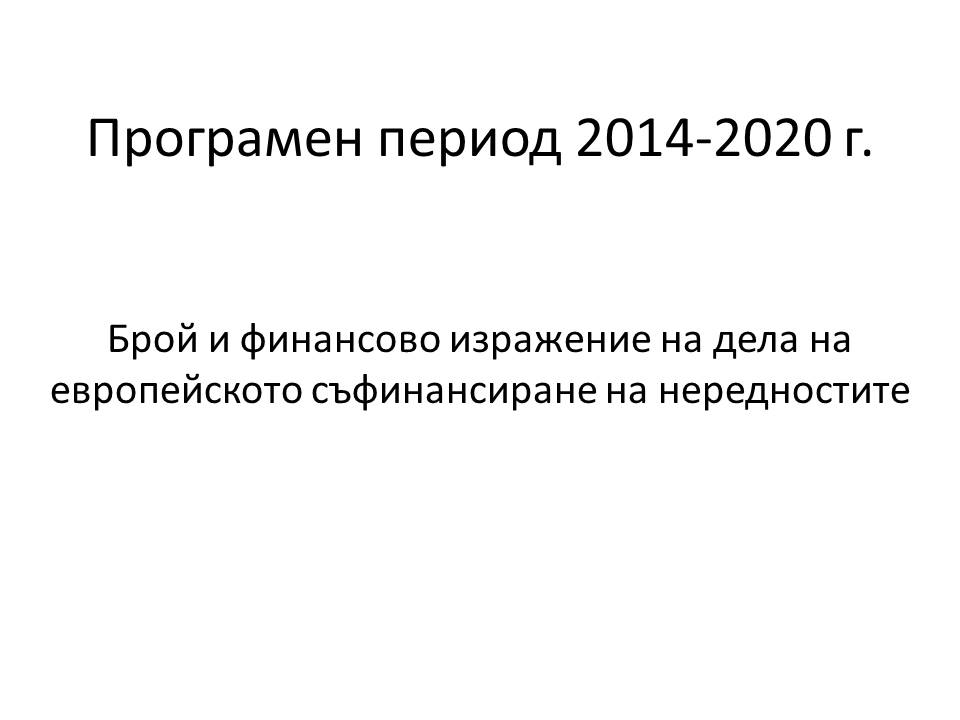 Програмен период 2014-2020 г.
Брой и финансово изражение на дела на
европейското съфинансиране на нередностите